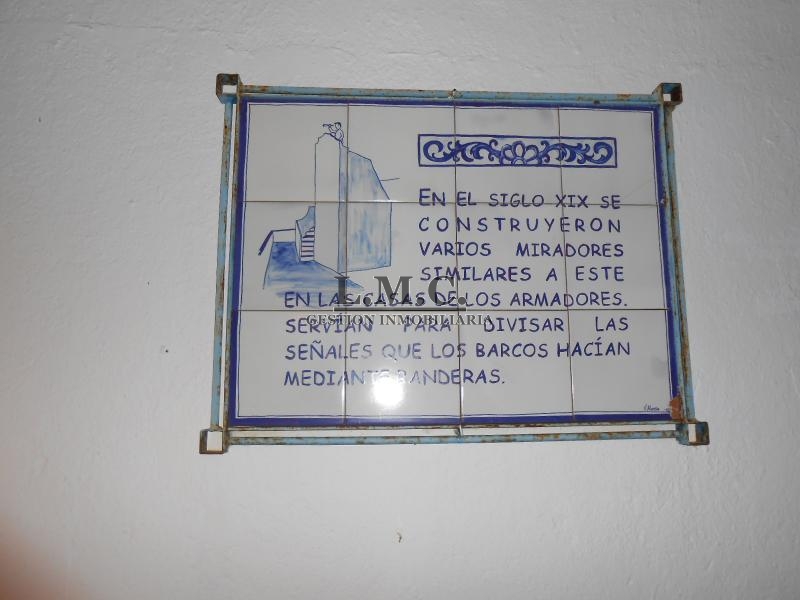 EN EL SIGLO XIX SE
CONSTRUYERON
VARIOS MIRADORES
SIMILARES A ESTE
EN LAS CASAS DE LOS ARMADORES.
L.M.C.
GESTION INMOBILIARIA
SERVÍAN PARA DIVISAR LAS
SEÑALES QUE LOS BARCOS HACÍAN
MEDIANTE BANDERAS.